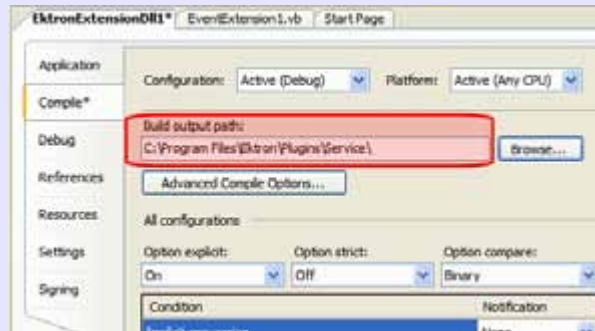 EktronExtensionDll1* EventExtension1.vb Start Page
Application
Compile*
Debug
References
Resources
Settings
Signing
Configuration: Active (Debug) Platform: Active (Any CPU)
Build output path:
C:\Program Files\Ektron\Plugins\Service\ Browse...
Advanced Compile Options...
All configurations
Option explicit: Option strict: Option compare:
On Off Binary
Condition Notification
None